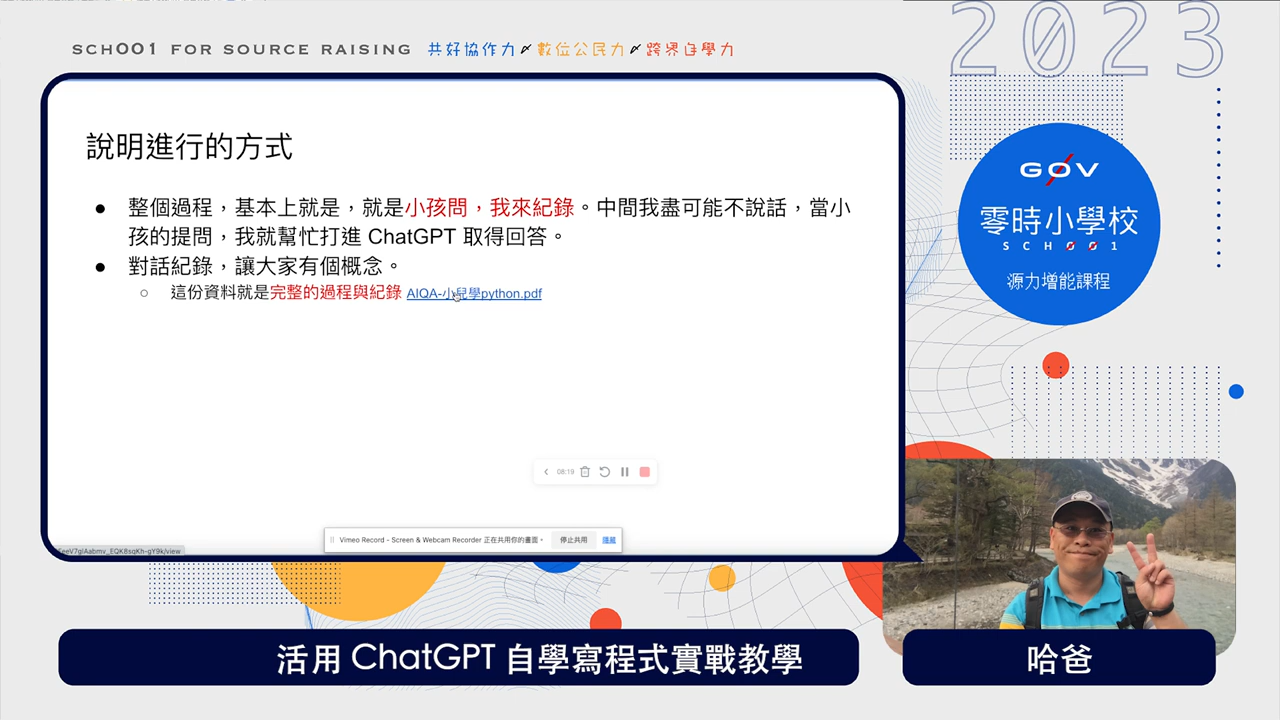 SCHOO1 FOR SOURCE RAISING 共好協作力 數位公民力 跨界自學力
2023
說明進行的方式
● 整個過程，基本上就是，就是小孩問，我來紀錄。中間我盡可能不說話，當小
孩的提問，我就幫忙打進 ChatGPT 取得回答。
● 對話紀錄，讓大家有個概念。
○ 這份資料就是完整的過程與紀錄 AIQA-小兒學python.pdf
G0V
零時小學校
SCH001
源力增能課程
08:19
Vimeo Record - Screen & Webcam Recorder 正在共用你的畫面。 停止共用 隱藏
活用 ChatGPT 自學寫程式實戰教學
哈爸